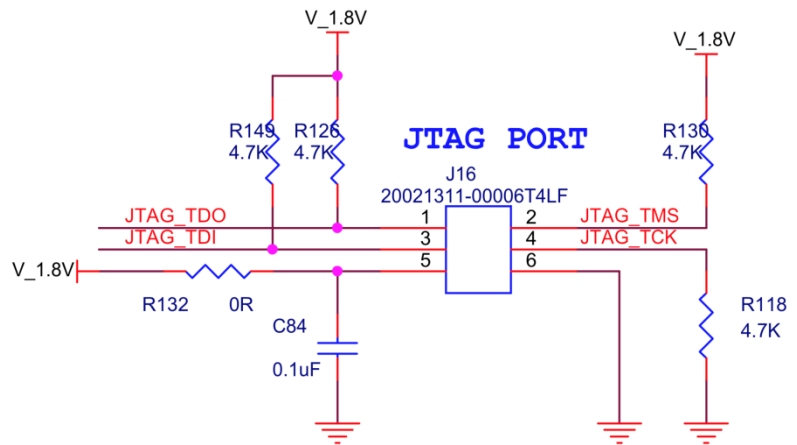 V_1.8V
V_1.8V
R149
4.7K
R126
4.7K
JTAG PORT
R130
4.7K
J16
20021311-00006T4LF
JTAG_TDO
1
2
JTAG_TMS
JTAG_TDI
3
4
JTAG_TCK
V_1.8V
5
6
R132
0R
R118
4.7K
C84
0.1uF